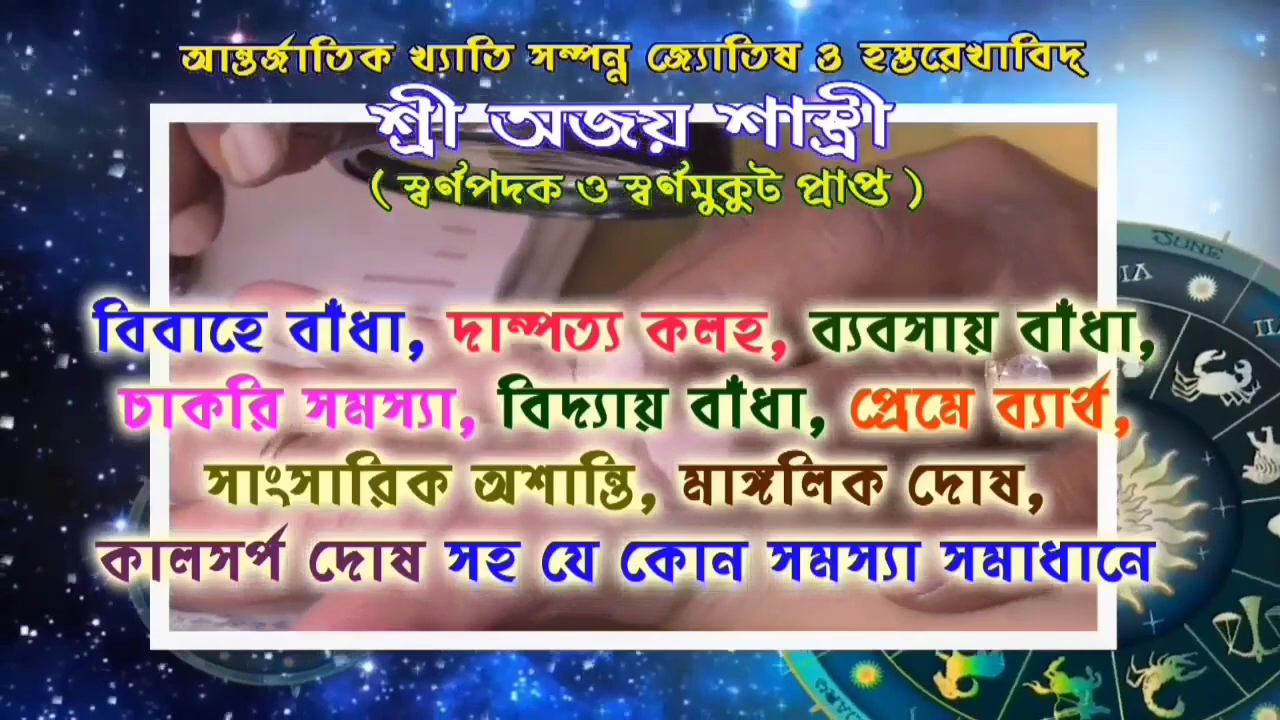 আন্তর্জাতিক খ্যাতি সম্পন্ন জ্যোতিষ ও হস্তরেখাবিদ্
শ্রী অজয় শাস্ত্রী
( স্বর্ণপদক ও স্বর্ণমুকুট প্রাপ্ত )
বিবাহে বাঁধা, দাম্পত্য কলহ, ব্যবসায় বাঁধা,
চাকরি সমস্যা, বিদ্যায় বাঁধা, প্রেমে ব্যার্থ,
সাংসারিক অশান্তি, মাঙ্গলিক দোষ,
কালসর্প দোষ সহ যে কোন সমস্যা সমাধানে
JUNE